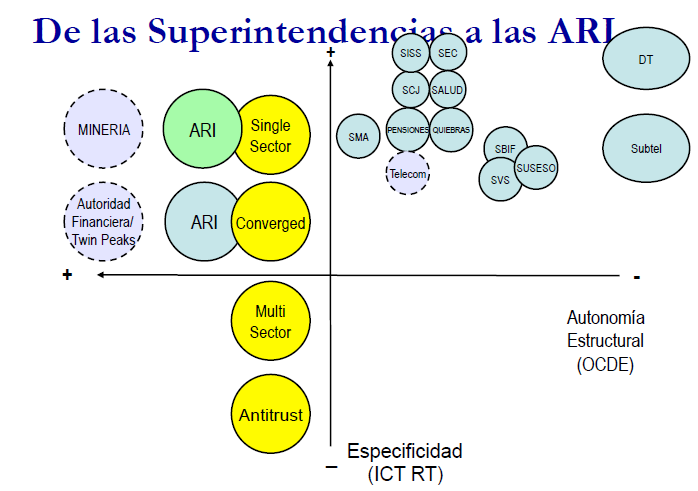 De las Superintendencias a las ARI
+
SISS
SEC
DT
SCJ
SALUD
MINERIA
ARI
Single
Sector
SMA
PENSIONES
QUIEBRAS
SBIF
Subtel
Telecom
SVS
SUSESO
Autoridad
Financiera/
Twin Peaks
ARI
Converged
+
-
Multi
Sector
Autonomía
Estructural
(OCDE)
Antitrust
Especificidad
(ICT RT)
–